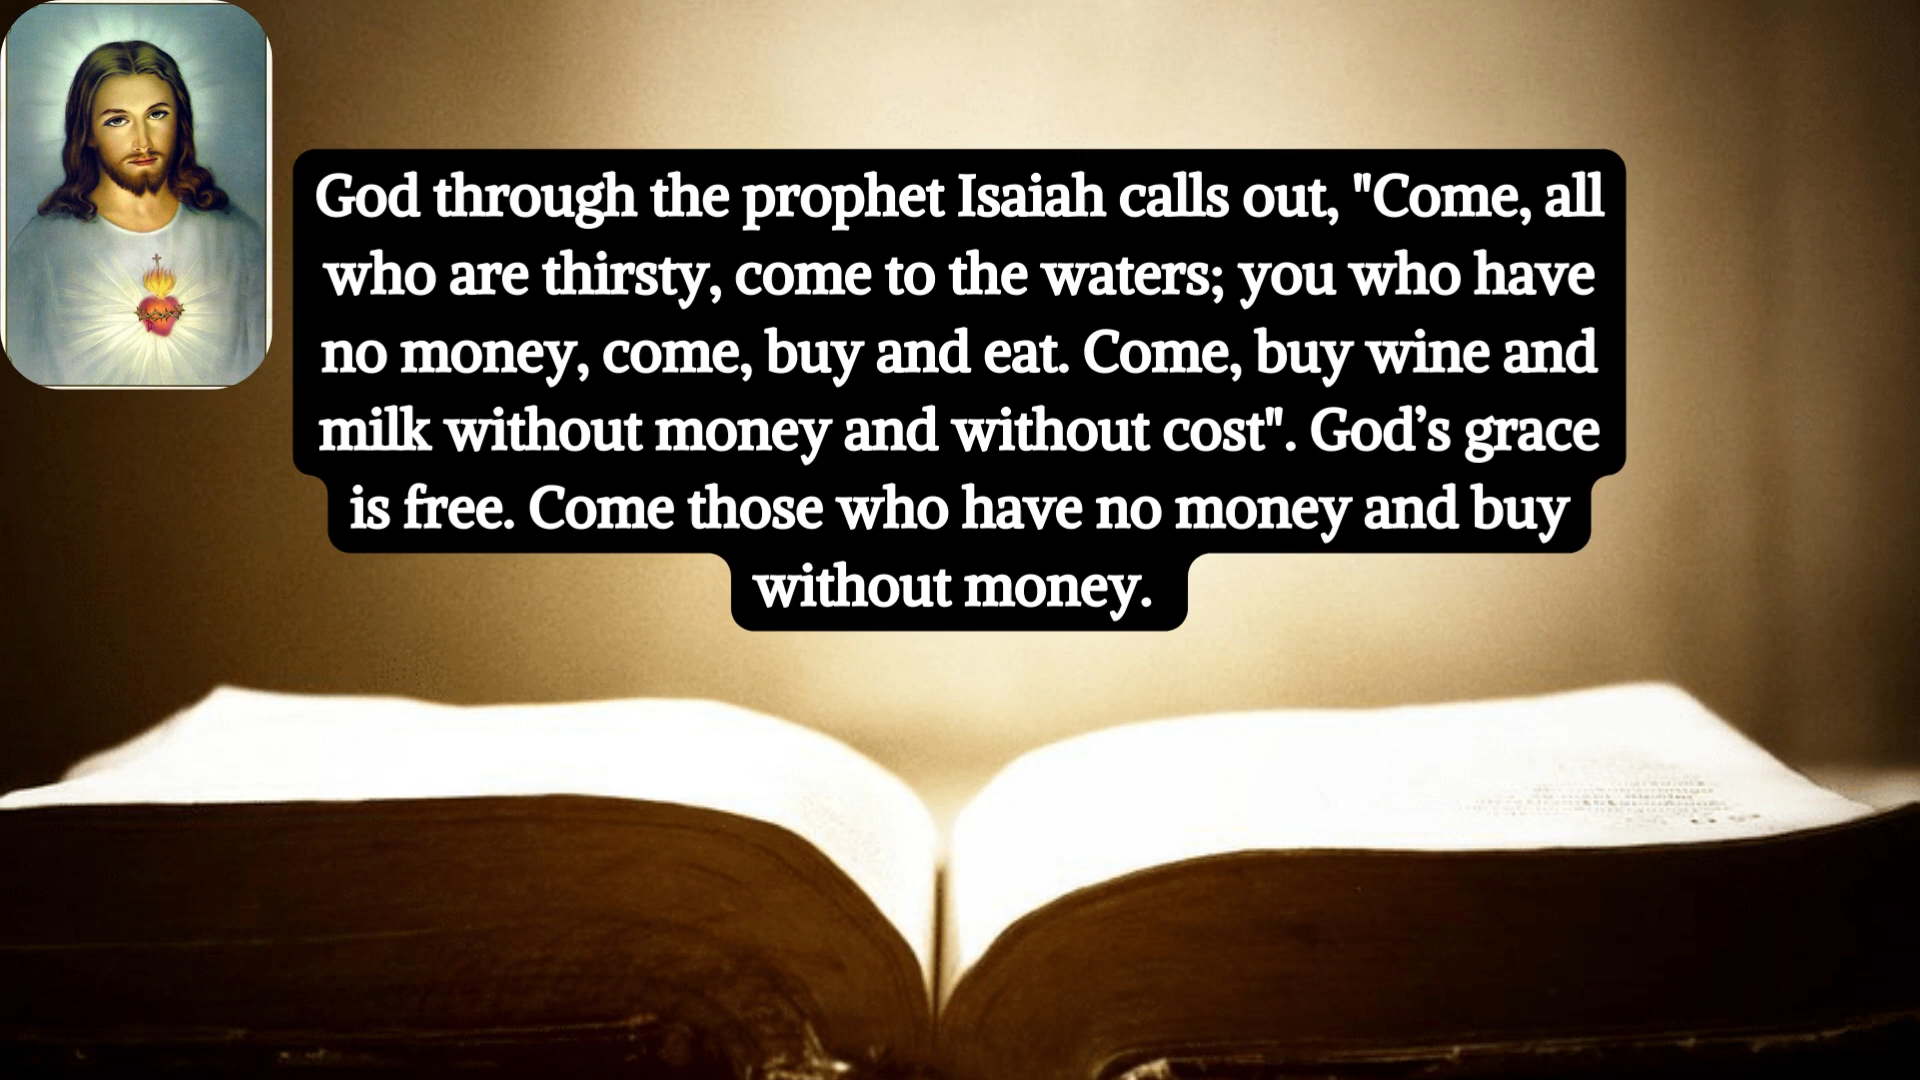 God through the prophet Isaiah calls out, "Come, all
who are thirsty, come to the waters; you who have
no money, come, buy and eat. Come, buy wine and
milk without money and without cost". God’s grace
is free. Come those who have no money and buy
without money.